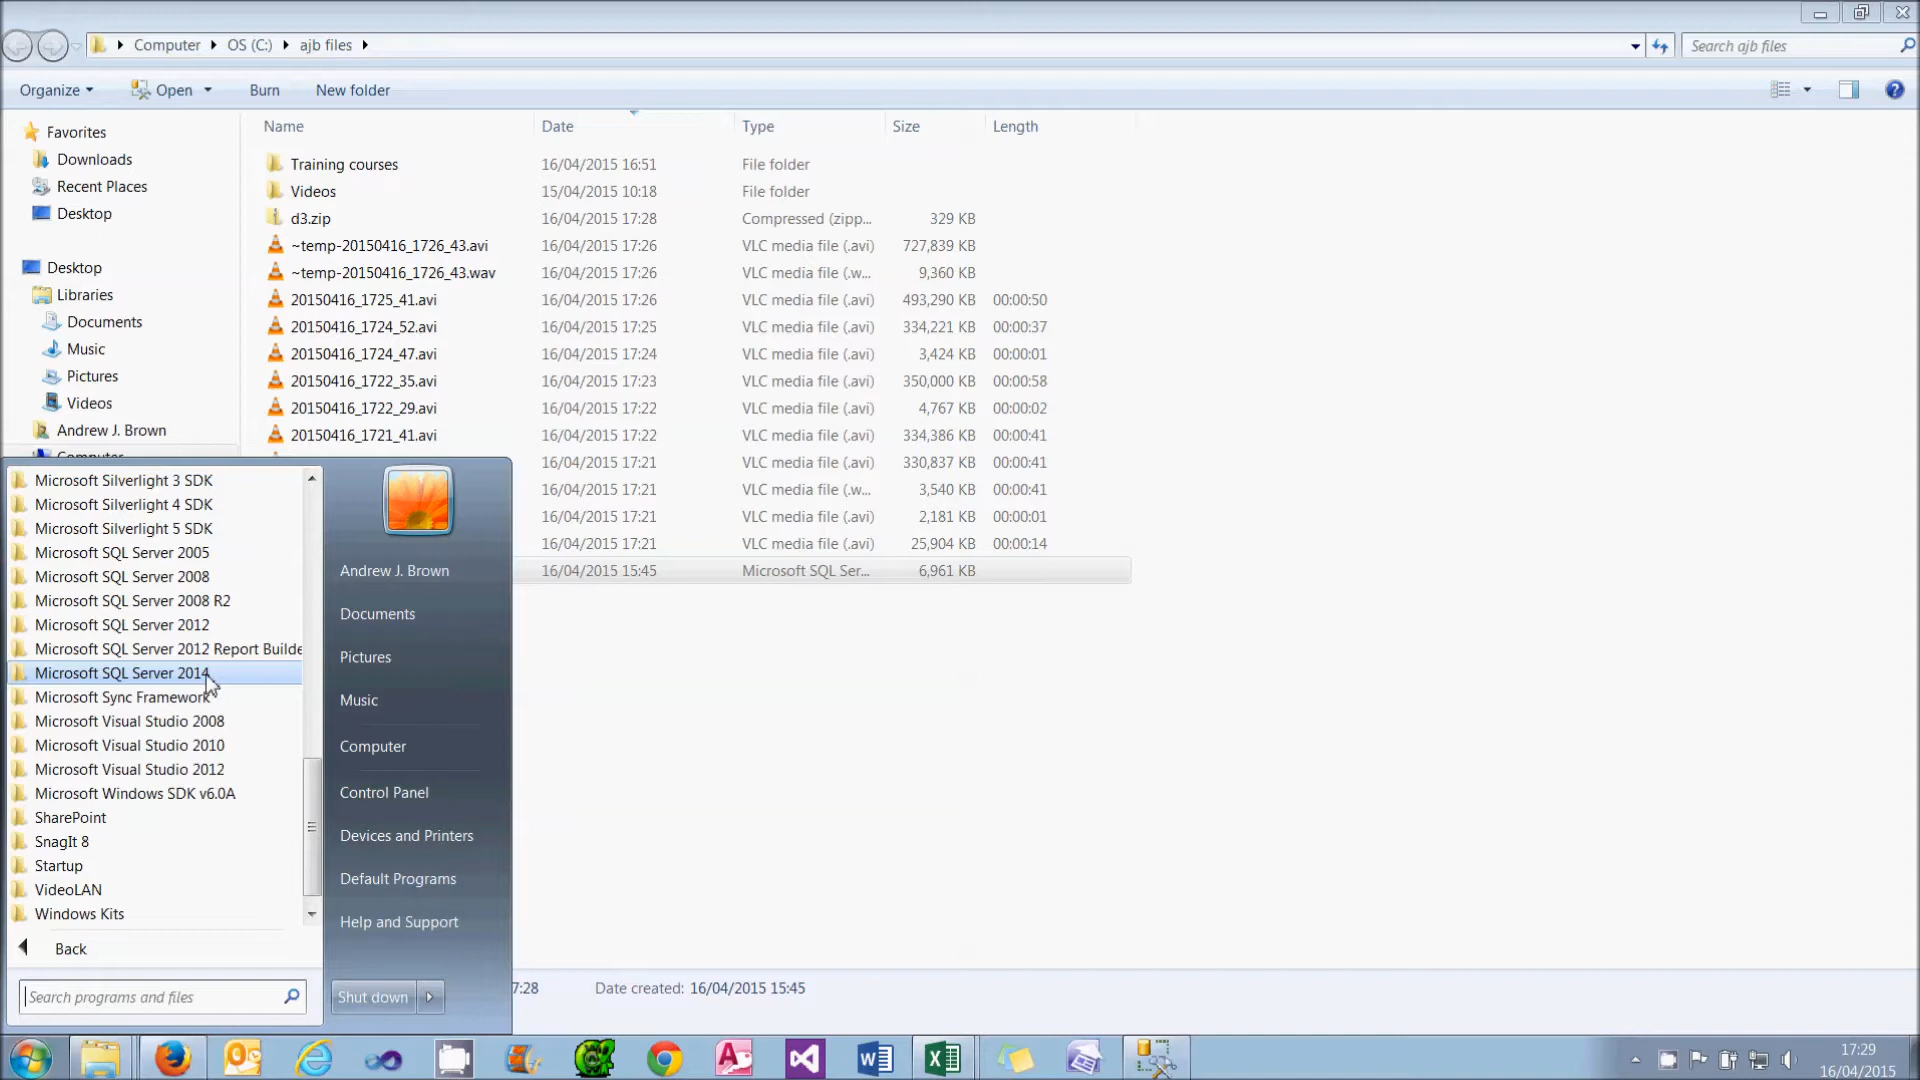 Computer OS (C:) ajb files
Search ajb files
Organize Open Burn New folder
Name Date Type Size Length
Favorites
Downloads
Recent Places
Desktop
Desktop
Libraries
Documents
Music
Pictures
Videos
Andrew J. Brown
Computer
Training courses 16/04/2015 16:51 File folder
Videos 15/04/2015 10:18 File folder
d3.zip 16/04/2015 17:28 Compressed (zipp... 329 KB
~temp-20150416_1726_43.avi 16/04/2015 17:26 VLC media file (.avi) 727,839 KB
~temp-20150416_1726_43.wav 16/04/2015 17:26 VLC media file (.w... 9,360 KB
20150416_1725_41.avi 16/04/2015 17:26 VLC media file (.avi) 493,290 KB 00:00:50
20150416_1724_52.avi 16/04/2015 17:25 VLC media file (.avi) 334,221 KB 00:00:37
20150416_1724_47.avi 16/04/2015 17:24 VLC media file (.avi) 3,424 KB 00:00:01
20150416_1722_35.avi 16/04/2015 17:23 VLC media file (.avi) 350,000 KB 00:00:58
20150416_1722_29.avi 16/04/2015 17:22 VLC media file (.avi) 4,767 KB 00:00:02
20150416_1721_41.avi 16/04/2015 17:22 VLC media file (.avi) 334,386 KB 00:00:41
16/04/2015 17:21 VLC media file (.avi) 330,837 KB 00:00:41
16/04/2015 17:21 VLC media file (.w... 3,540 KB 00:00:41
16/04/2015 17:21 VLC media file (.avi) 2,181 KB 00:00:01
16/04/2015 17:21 VLC media file (.avi) 25,904 KB 00:00:14
16/04/2015 15:45 Microsoft SQL Ser... 6,961 KB
Microsoft Silverlight 3 SDK
Microsoft Silverlight 4 SDK
Microsoft Silverlight 5 SDK
Microsoft SQL Server 2005
Microsoft SQL Server 2008
Microsoft SQL Server 2008 R2
Microsoft SQL Server 2012
Microsoft SQL Server 2012 Report Builde
Microsoft SQL Server 2014
Microsoft Sync Framework
Microsoft Visual Studio 2008
Microsoft Visual Studio 2010
Microsoft Visual Studio 2012
Microsoft Windows SDK v6.0A
SharePoint
SnagIt 8
Startup
VideoLAN
Windows Kits
Back
Search programs and files
Andrew J. Brown
Documents
Pictures
Music
Computer
Control Panel
Devices and Printers
Default Programs
Help and Support
Shut down
7:28 Date created: 16/04/2015 15:45
17:29
16/04/2015